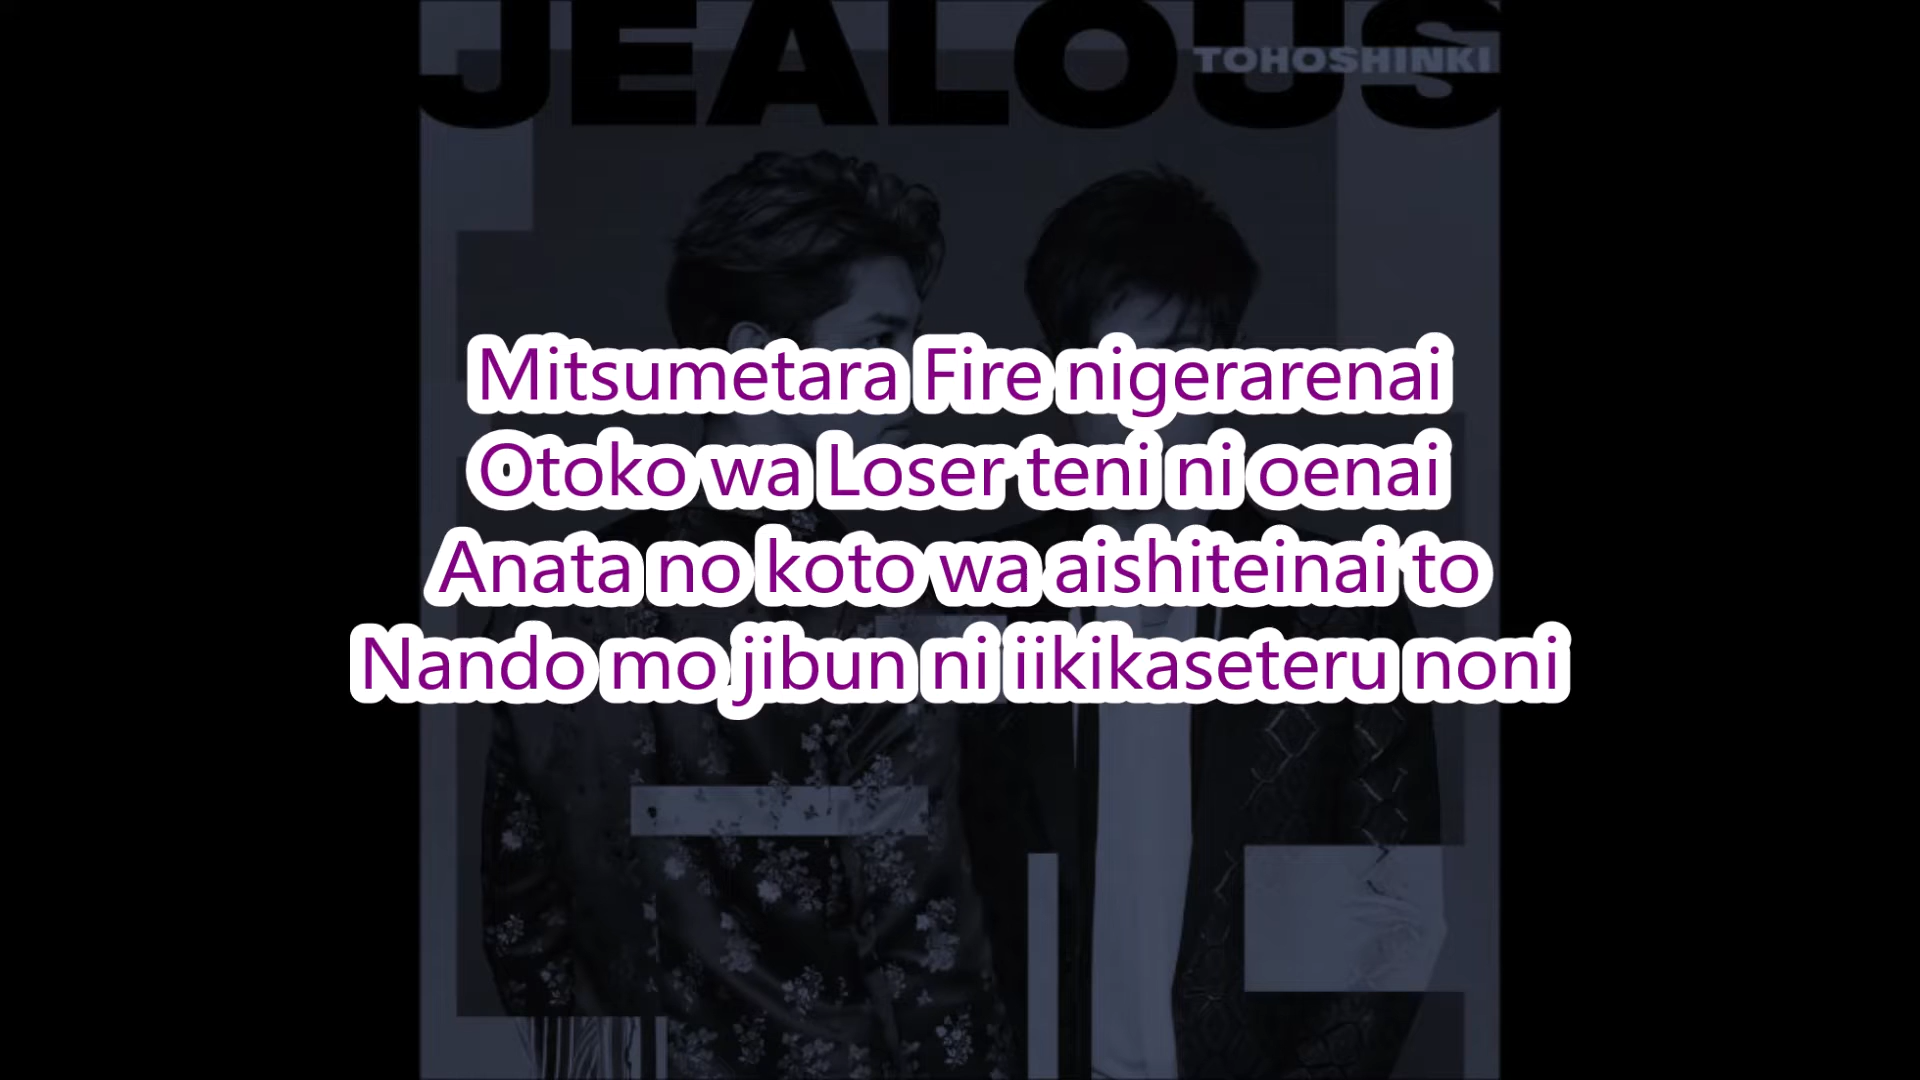 JEALOUS
TOHOSHINKI
Mitsumetara Fire nigerarenai
Otoko wa Loser teni ni oenai
Anata no koto wa aishiteinai to
Nando mo jibun ni iikikaseteru noni